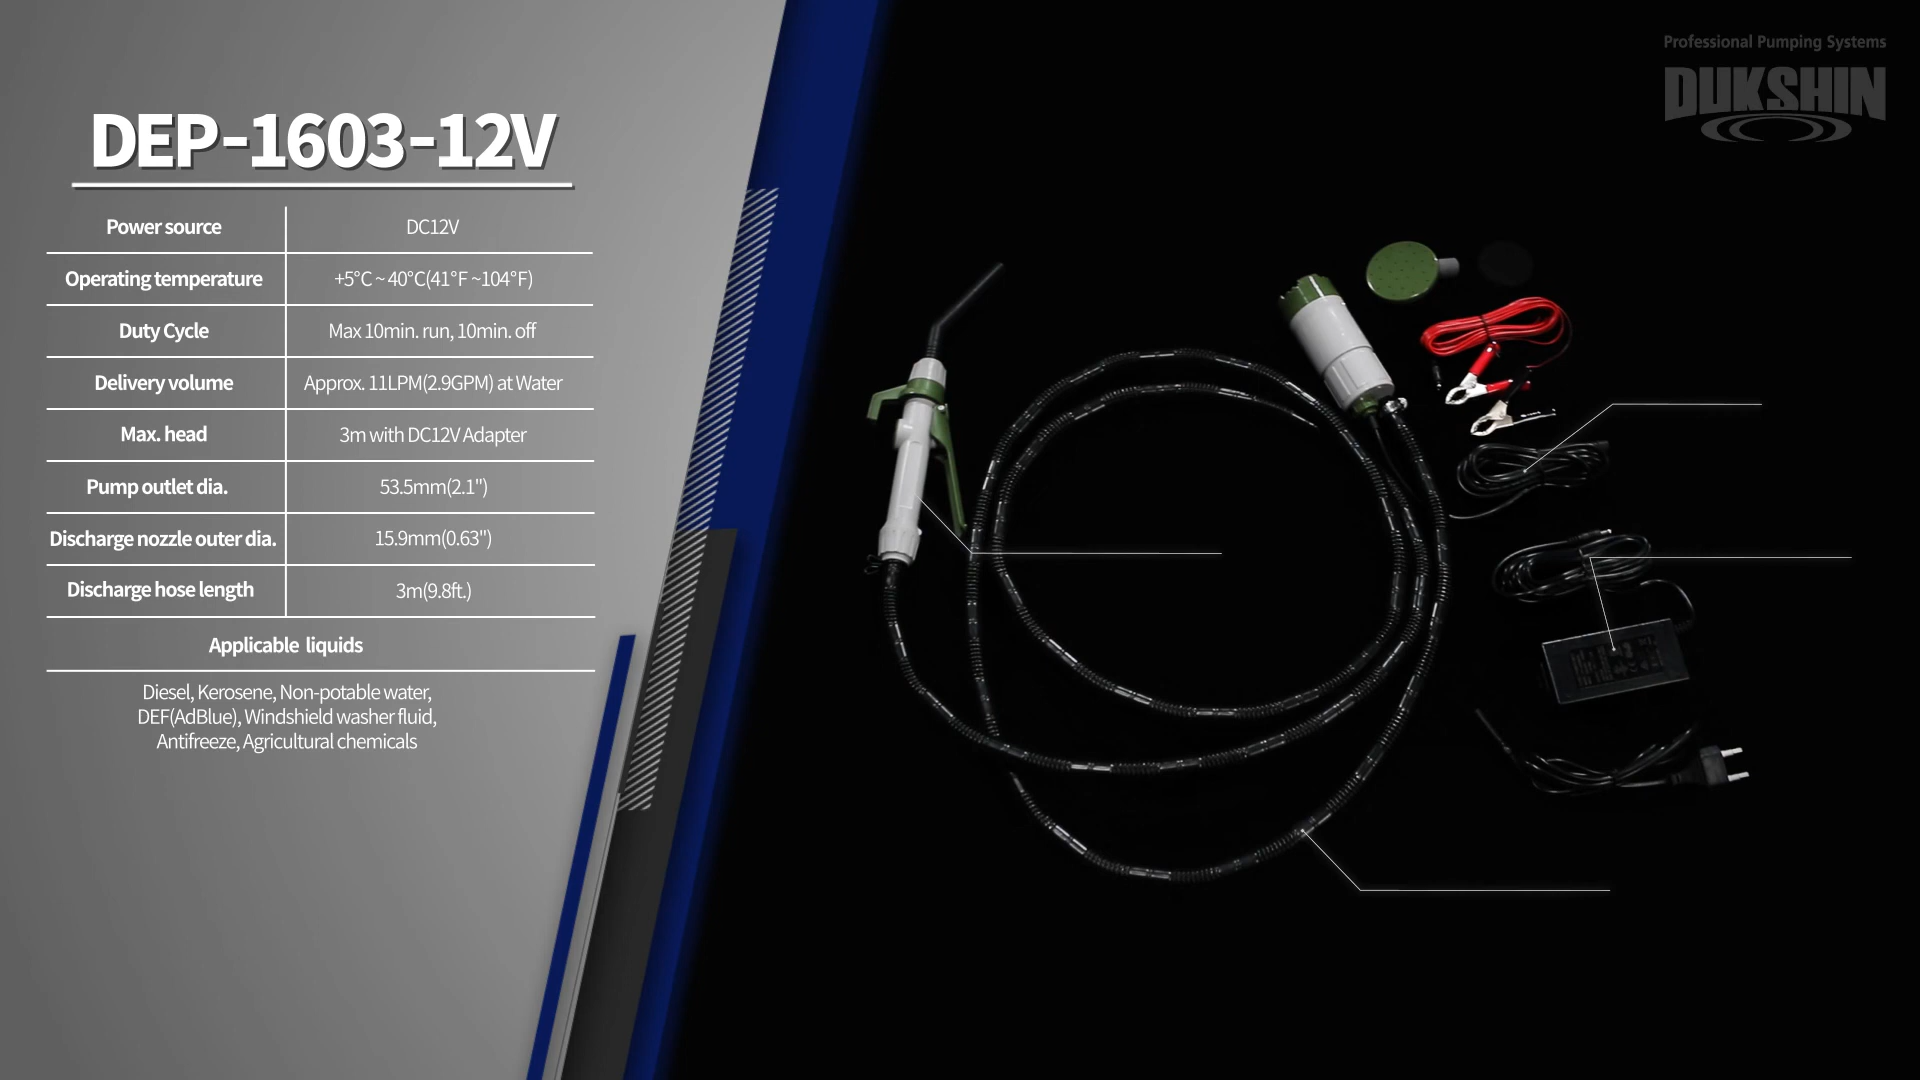 Professional Pumping Systems
DUKSHIN
DEP-1603-12V
Power source DC12V
Operating temperature +5°C ~ 40°C(41°F ~104°F)
Duty Cycle Max 10min. run, 10min. off
Delivery volume Approx. 11LPM(2.9GPM) at Water
Max. head 3m with DC12V Adapter
Pump outlet dia. 53.5mm(2.1")
Discharge nozzle outer dia. 15.9mm(0.63")
Discharge hose length 3m(9.8ft.)
Applicable liquids
Diesel, Kerosene, Non-potable water,
DEF(AdBlue), Windshield washer fluid,
Antifreeze, Agricultural chemicals